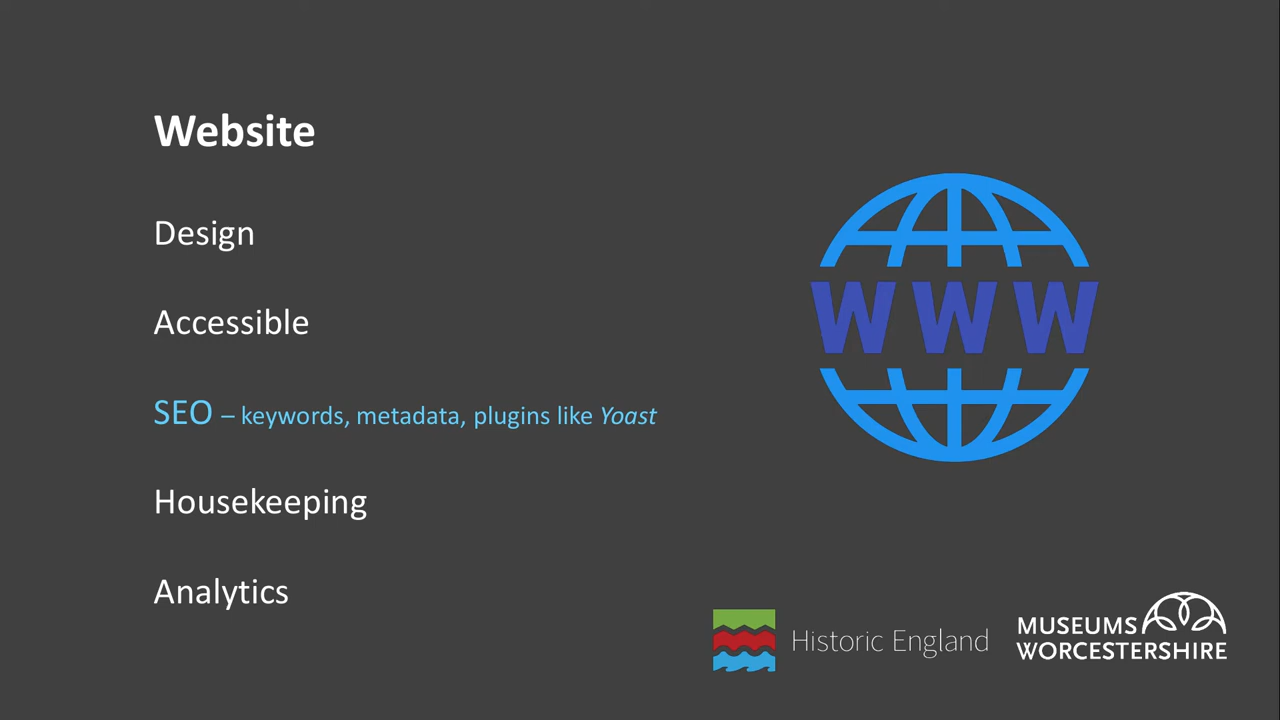 Website
Design
Accessible
SEO – keywords, metadata, plugins like Yoast
Housekeeping
Analytics
WWW
Historic England
MUSEUMS
WORCESTERSHIRE